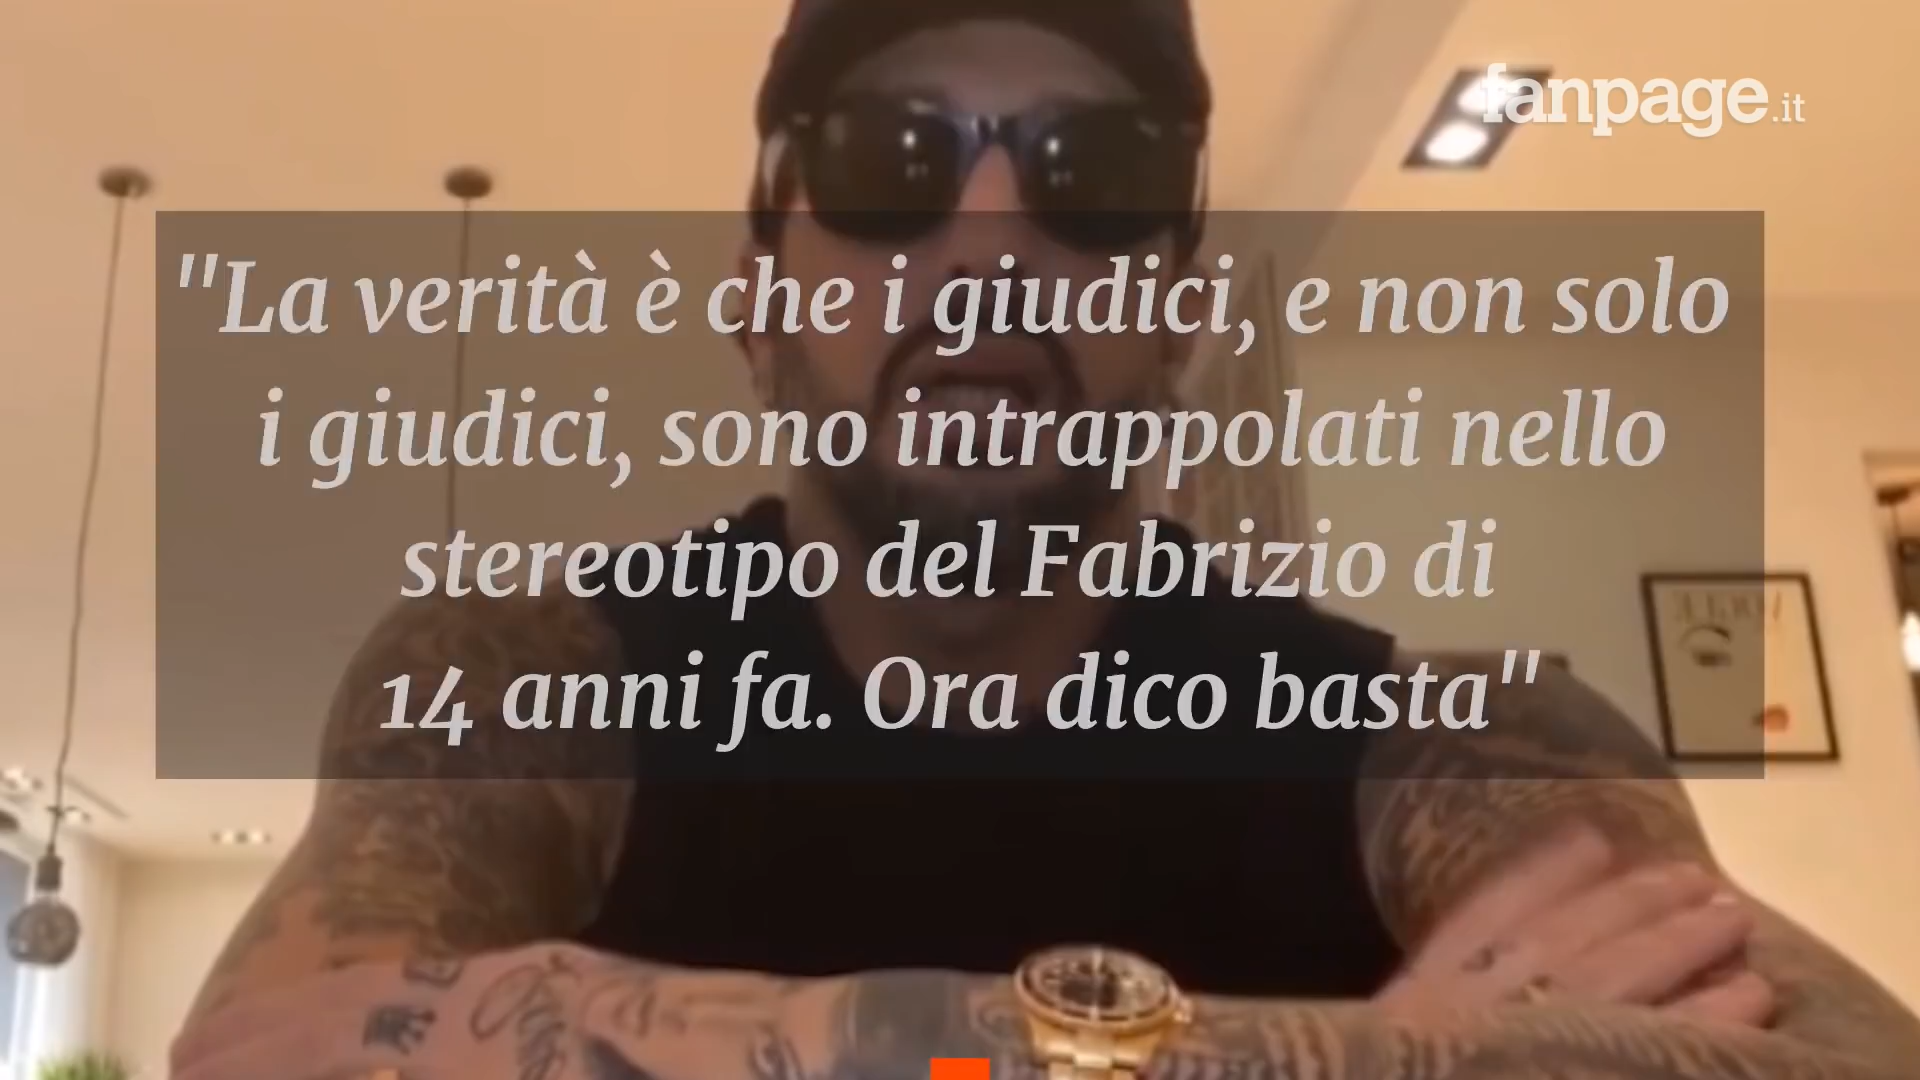 fanpage.it
"La verità è che i giudici, e non solo
i giudici, sono intrappolati nello
stereotipo del Fabrizio di
14 anni fa. Ora dico basta"